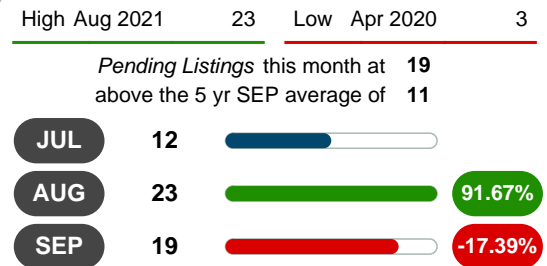 High Aug 2021 23 Low Apr 2020 3
Pending Listings this month at 19
above the 5 yr SEP average of 11
JUL 12
AUG 23 91.67%
SEP 19 -17.39%